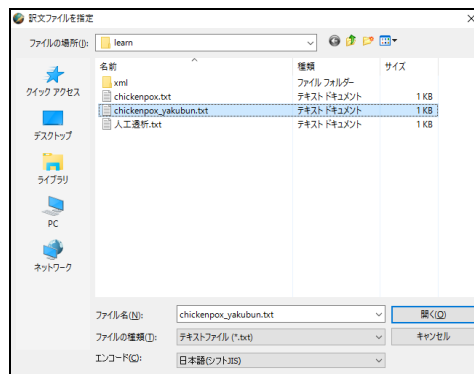 訳文ファイルを指定
ファイルの場所(I):
learn
名前
種類
サイズ
xml
ファイル フォルダー
chickenpox.txt
テキスト ドキュメント
1 KB
chickenpox_yakubun.txt
テキスト ドキュメント
1 KB
人工透析.txt
テキスト ドキュメント
1 KB
クイック アクセス
デスクトップ
ライブラリ
PC
ネットワーク
ファイル名(N):
chickenpox_yakubun.txt
開く(O)
ファイルの種類(T):
テキストファイル (*.txt)
キャンセル
エンコード(C):
日本語(シフトJIS)